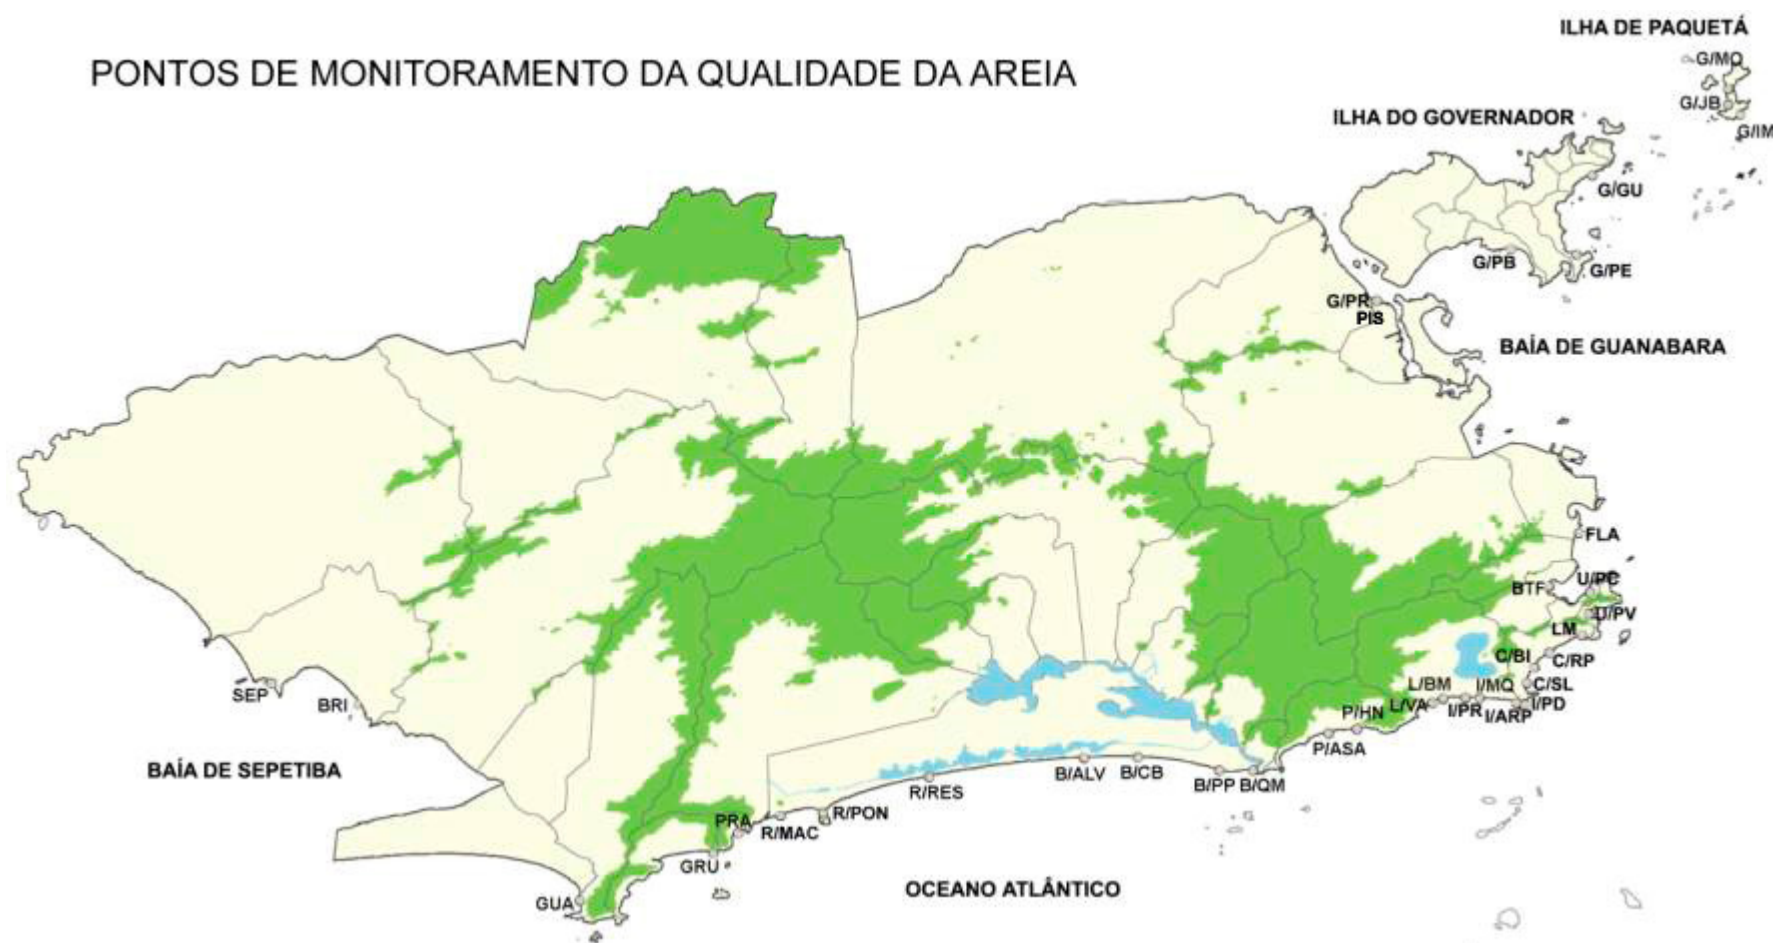 ILHA DE PAQUETÁ
G/MO
PONTOS DE MONITORAMENTO DA QUALIDADE DA AREIA
G/JB
ILHA DO GOVERNADOR
G/IM
G/GU
G/PB
G/PE
G/PR
PIS
BAÍA DE GUANABARA
FLA
BTF
U/PC
U/PV
LM
C/BI
C/RP
L/BM
I/MQ
C/SL
SEP
BRI
L/VA
I/PR
I/ARP
I/PD
P/HN
P/ASA
BAÍA DE SEPETIBA
B/ALV
B/CB
B/PP
B/QM
R/RES
R/PON
PRA
R/MAC
GRU
OCEANO ATLÂNTICO
GUA